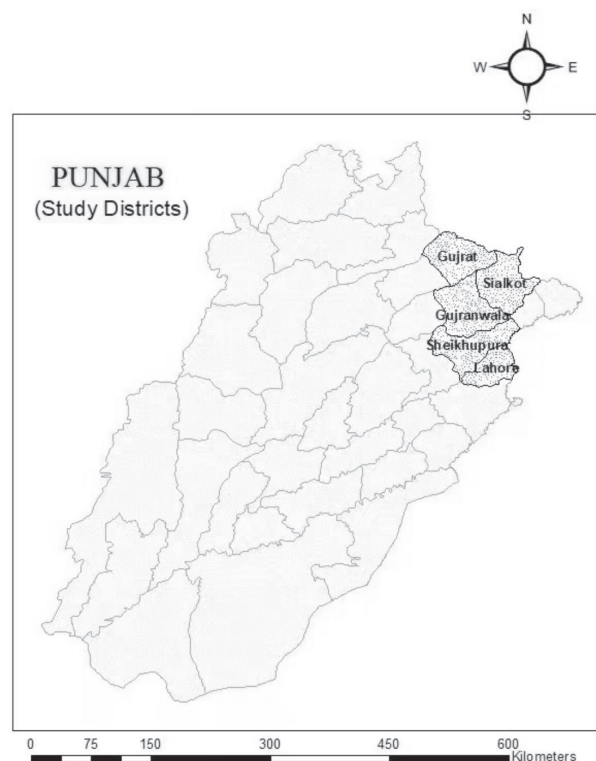 N
W E
S
PUNJAB
(Study Districts)
Gujrat
Sialkot
Gujranwala
Sheikhupura
Lahore
0 75 150 300 450 600
Kilometers